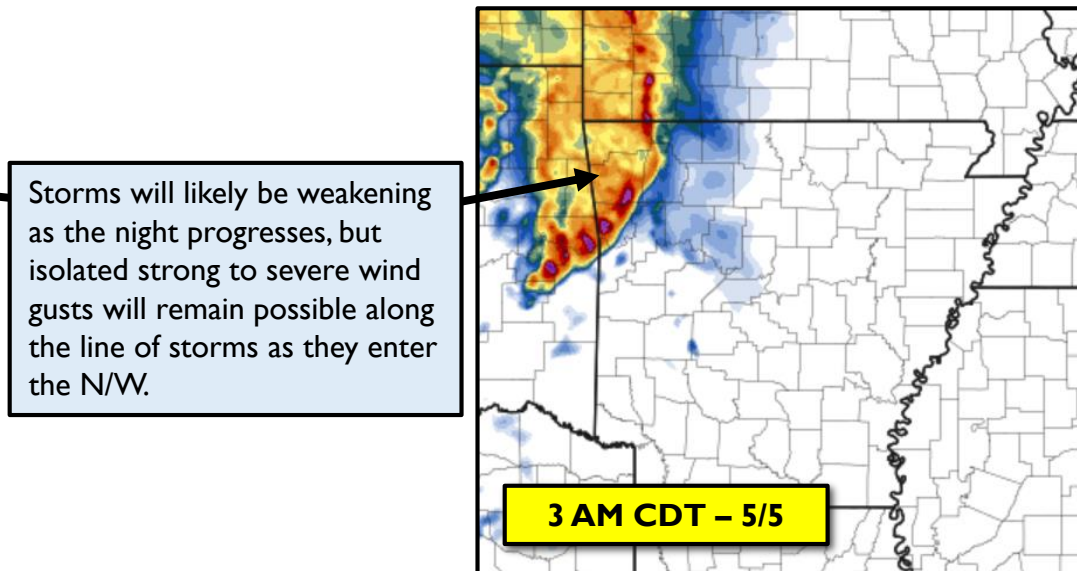 Storms will likely be weakening
as the night progresses, but
isolated strong to severe wind
gusts will remain possible along
the line of storms as they enter
the N/W.
3 AM CDT – 5/5